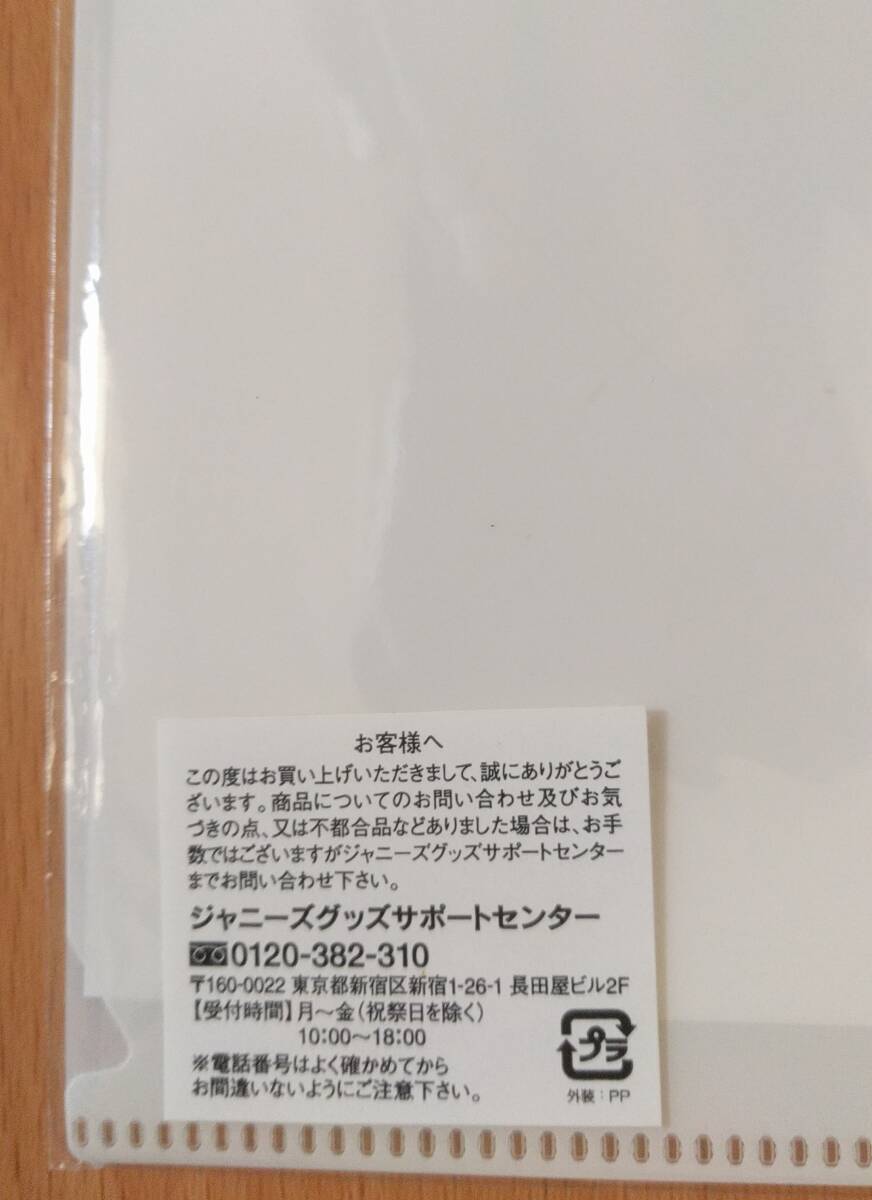 お客様へ
この度はお買い上げいただきまして、誠にありがとうご
ざいます。商品についてのお問い合わせ及びお気
づきの点、又は不都合品などありました場合は、お手
数ではございますがジャニーズグッズサポートセンター
までお問い合わせ下さい。
ジャニーズグッズサポートセンター
0120-382-310
〒160-0022 東京都新宿区新宿1-26-1 長田屋ビル2F
【受付時間】月〜金(祝祭日を除く)
10:00〜18:00
※電話番号はよく確かめてから
お間違いないようにご注意下さい。
プラ
外装:PP